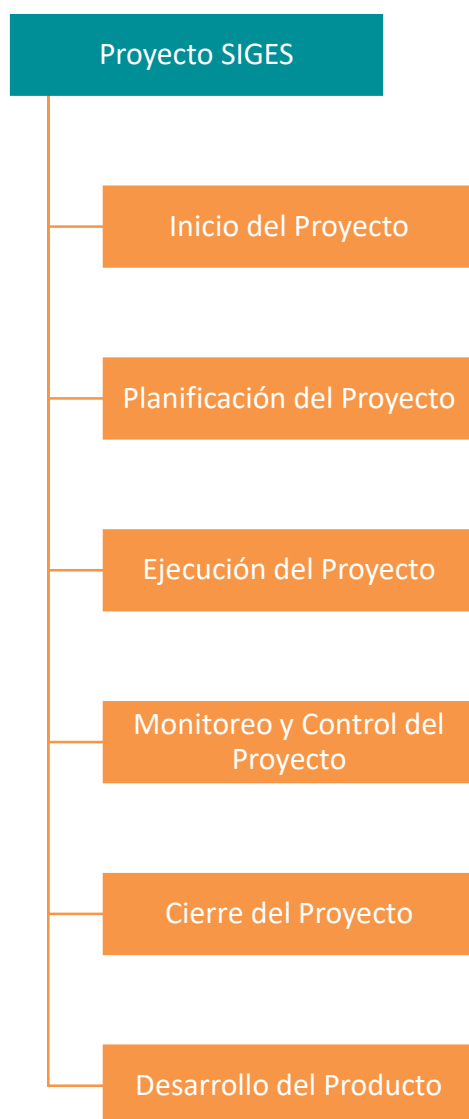 Proyecto SIGES
Inicio del Proyecto
Planificación del Proyecto
Ejecución del Proyecto
Monitoreo y Control del
Proyecto
Cierre del Proyecto
Desarrollo del Producto